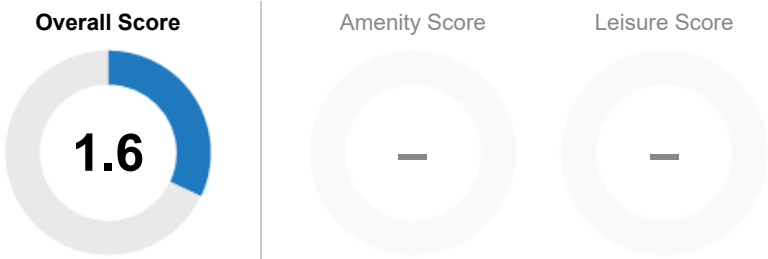 Overall Score
Amenity Score
Leisure Score
1.6
–
–